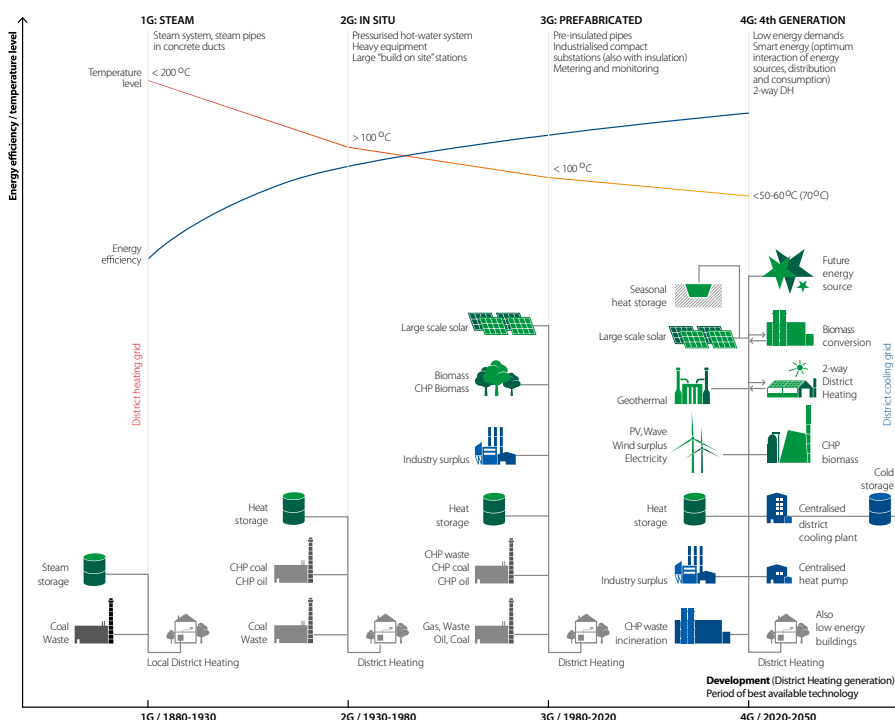 1G: STEAM
Steam system, steam pipes
in concrete ducts
2G: IN SITU
Pressurised hot-water system
Heavy equipment
Large "build on site" stations
3G: PREFABRICATED
Pre-insulated pipes
Industrialised compact
substations (also with insulation)
Metering and monitoring
4G: 4th GENERATION
Low energy demands
Smart energy (optimum
interaction of energy
sources, distribution
and consumption)
2-way DH
Energy efficiency / temperature level
Temperature
level
< 200 °C
> 100 °C
< 100 °C
<50-60 °C (70°C)
Energy
efficiency
District heating grid
District cooling grid
Steam
storage
Coal
Waste
Local District Heating
Heat
storage
CHP coal
CHP oil
Coal
Waste
District Heating
Large scale solar
Biomass
CHP Biomass
Industry surplus
Heat
storage
CHP waste
CHP coal
CHP oil
Gas, Waste
Oil, Coal
District Heating
Seasonal
heat storage
Large scale solar
Geothermal
PV, Wave
Wind surplus
Electricity
Heat
storage
Industry surplus
CHP waste
incineration
Future
energy
source
Biomass
conversion
2-way
District
Heating
CHP
biomass
Cold
storage
Centralised
district
cooling plant
Centralised
heat pump
Also
low energy
buildings
District Heating
Development (District Heating generation)
Period of best available technology
1G / 1880-1930
2G / 1930-1980
3G / 1980-2020
4G / 2020-2050